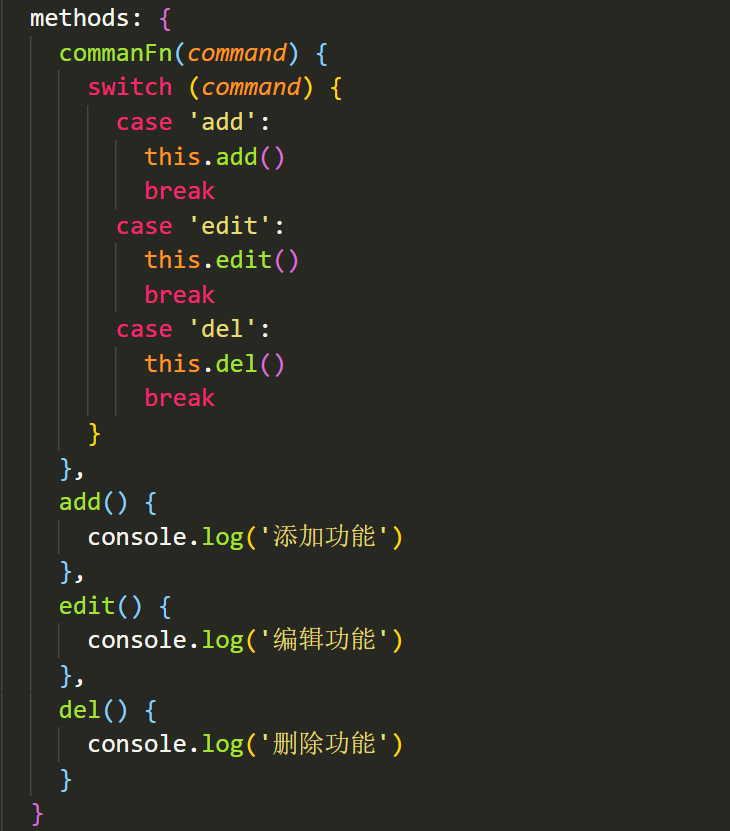 methods: {
commanFn(command) {
switch (command) {
case 'add':
this.add()
break
case 'edit':
this.edit()
break
case 'del':
this.del()
break
}
},
add() {
console.log('添加功能')
},
edit() {
console.log('编辑功能')
},
del() {
console.log('删除功能')
}
}